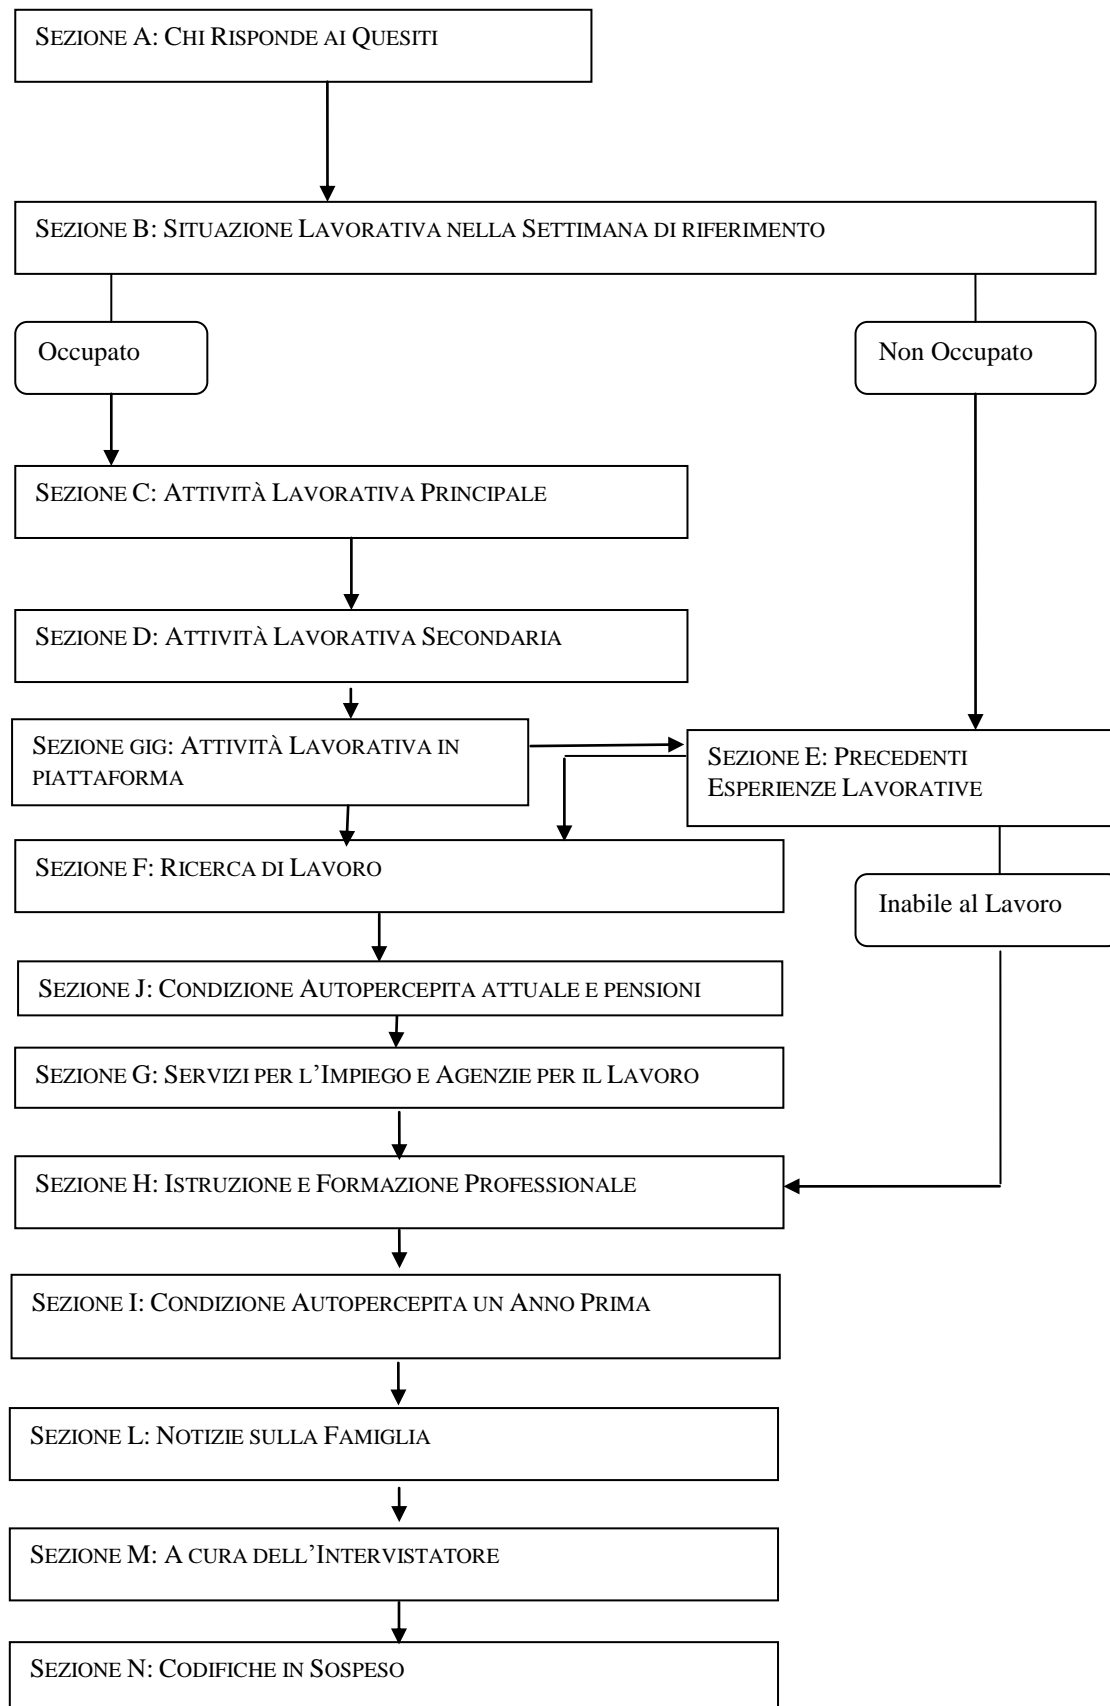 SEZIONE A: CHI RISPONDE AI QUESITI
SEZIONE B: SITUAZIONE LAVORATIVA NELLA SETTIMANA DI RIFERIMENTO
Occupato
Non Occupato
SEZIONE C: ATTIVITÀ LAVORATIVA PRINCIPALE
SEZIONE D: ATTIVITÀ LAVORATIVA SECONDARIA
SEZIONE GIG: ATTIVITÀ LAVORATIVA IN
PIATTAFORMA
SEZIONE E: PRECEDENTI
ESPERIENZE LAVORATIVE
SEZIONE F: RICERCA DI LAVORO
Inabile al Lavoro
SEZIONE J: CONDIZIONE AUTOPERCEPITA ATTUALE E PENSIONI
SEZIONE G: SERVIZI PER L’IMPIEGO E AGENZIE PER IL LAVORO
SEZIONE H: ISTRUZIONE E FORMAZIONE PROFESSIONALE
SEZIONE I: CONDIZIONE AUTOPERCEPITA UN ANNO PRIMA
SEZIONE L: NOTIZIE SULLA FAMIGLIA
SEZIONE M: A CURA DELL’INTERVISTATORE
SEZIONE N: CODIFICHE IN SOSPESO